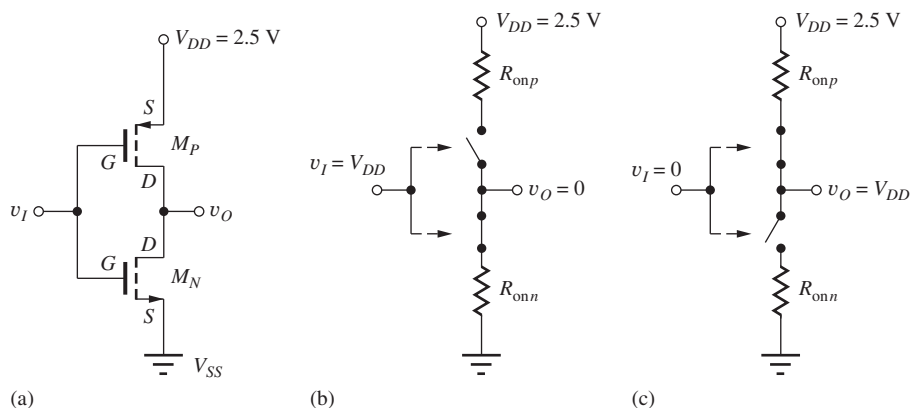 V_DD = 2.5 V
S
M_P
G
D
v_I
v_O
D
G
M_N
S
V_SS
(a)
V_DD = 2.5 V
R_onp
v_I = V_DD
v_O = 0
R_onn
(b)
V_DD = 2.5 V
R_onp
v_I = 0
v_O = V_DD
R_onn
(c)